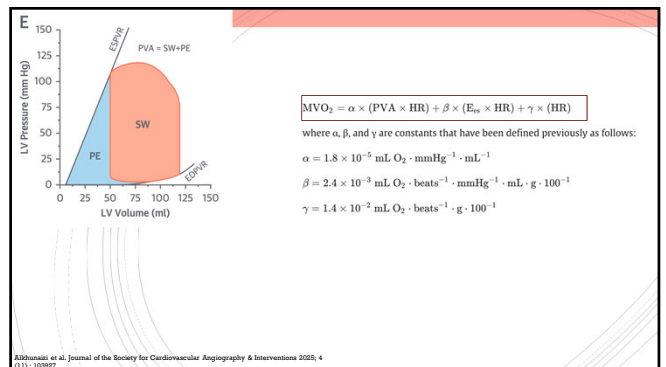 E
150
125
100
75
50
25
0
LV Pressure (mm Hg)
ESPVR
PVA = SW+PE
SW
PE
EDPVR
0 25 50 75 100 125 150
LV Volume (ml)
MVO₂ = α × (PVA × HR) + β × (Eₑₛ × HR) + γ × (HR)
where α, β, and γ are constants that have been defined previously as follows:
α = 1.8 × 10⁻⁵ mL O₂ · mmHg⁻¹ · mL⁻¹
β = 2.4 × 10⁻³ mL O₂ · beats⁻¹ · mmHg⁻¹ · mL · g · 100⁻¹
γ = 1.4 × 10⁻² mL O₂ · beats⁻¹ · g · 100⁻¹
Alkhunaizi et al. Journal of the Society for Cardiovascular Angiography & Interventions 2025; 4
(11) : 103927